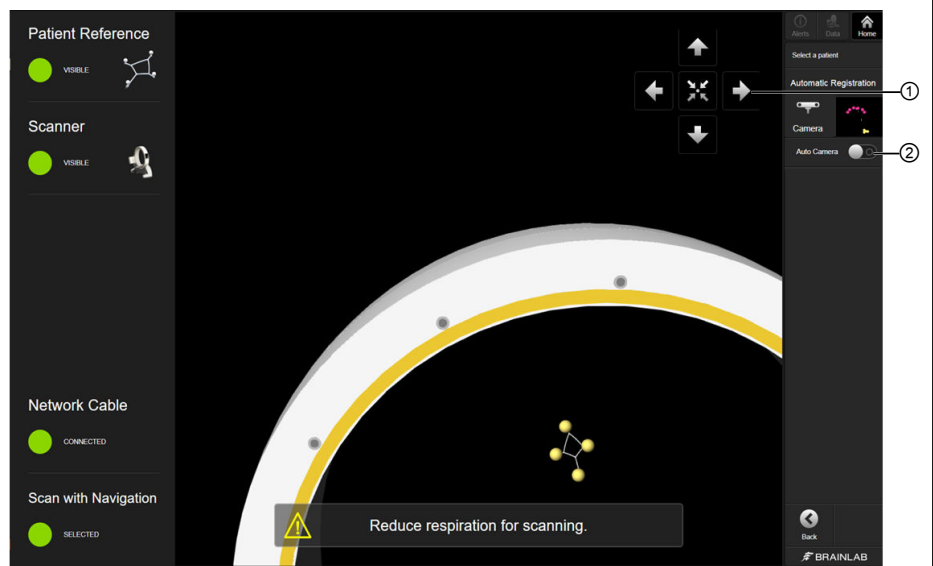 Patient Reference
VISIBLE
Scanner
VISIBLE
Network Cable
CONNECTED
Scan with Navigation
SELECTED
Reduce respiration for scanning.
Alerts Data Home
Select a patient
Automatic Registration
Camera
Auto Camera
Back
BRAINLAB
1
2